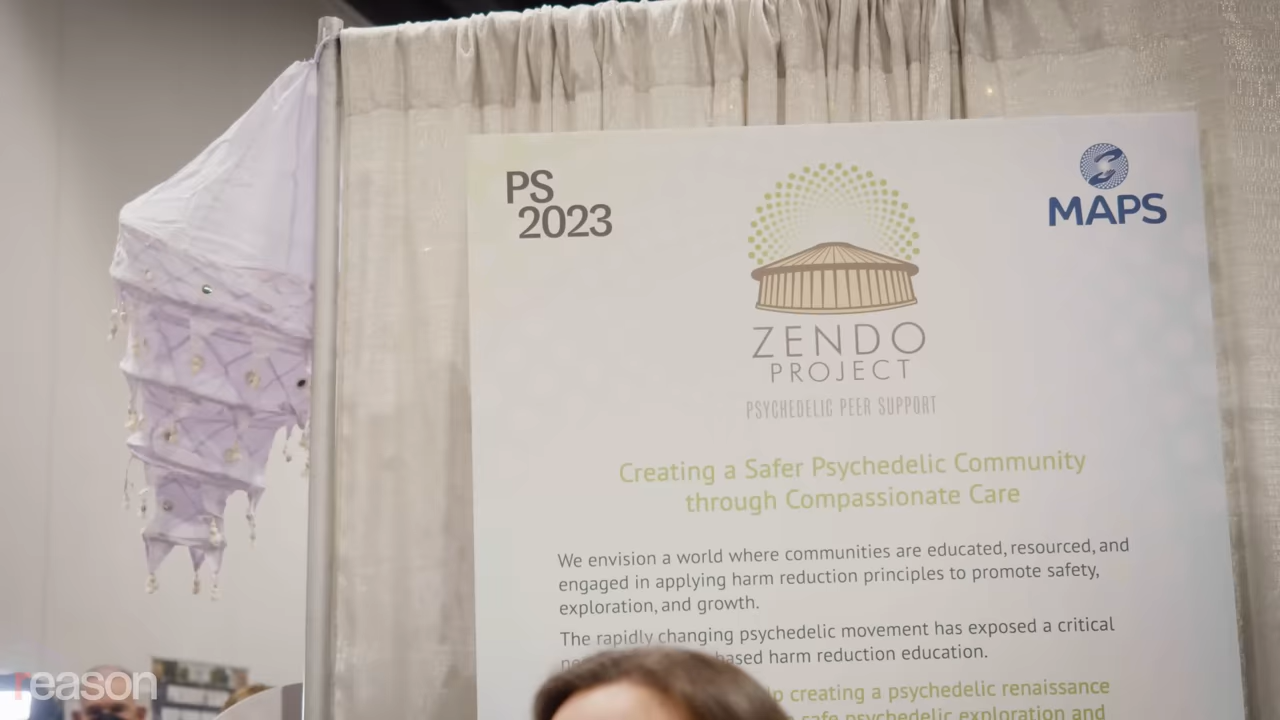 PS
2023
MAPS
ZENDO
PROJECT
PSYCHEDELIC PEER SUPPORT
Creating a Safer Psychedelic Community
through Compassionate Care
We envision a world where communities are educated, resourced, and
engaged in applying harm reduction principles to promote safety,
exploration, and growth.
The rapidly changing psychedelic movement has exposed a critical
based harm reduction education.
creating a psychedelic renaissance
safe psychedelic exploration and
reason